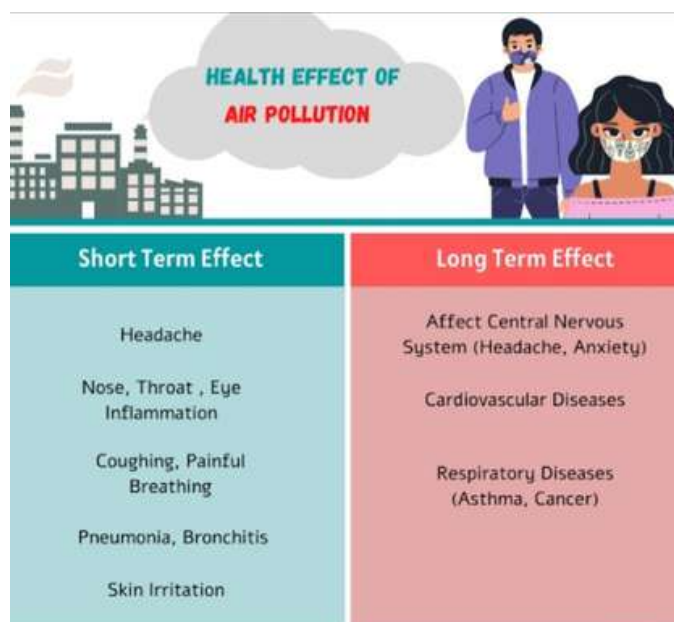 HEALTH EFFECT OF
AIR POLLUTION
Short Term Effect
Headache
Nose, Throat , Eye
Inflammation
Coughing, Painful
Breathing
Pneumonia, Bronchitis
Skin Irritation
Long Term Effect
Affect Central Nervous
System (Headache, Anxiety)
Cardiovascular Diseases
Respiratory Diseases
(Asthma, Cancer)